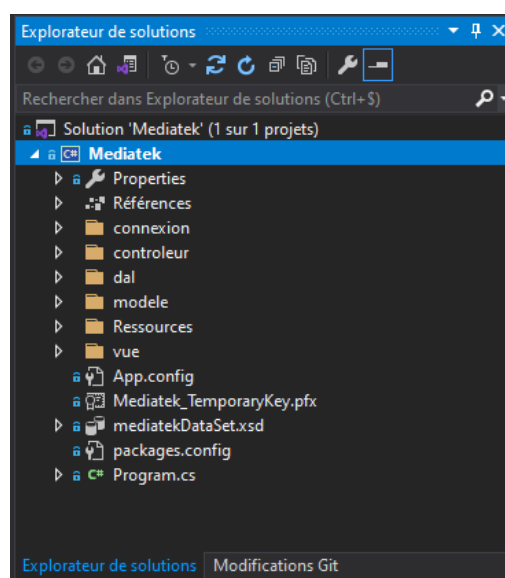 Explorateur de solutions
Rechercher dans Explorateur de solutions (Ctrl+$)
Solution 'Mediatek' (1 sur 1 projets)
C# Mediatek
Properties
Références
connexion
controleur
dal
modele
Ressources
vue
App.config
Mediatek_TemporaryKey.pfx
mediatekDataSet.xsd
packages.config
C# Program.cs
Explorateur de solutions Modifications Git